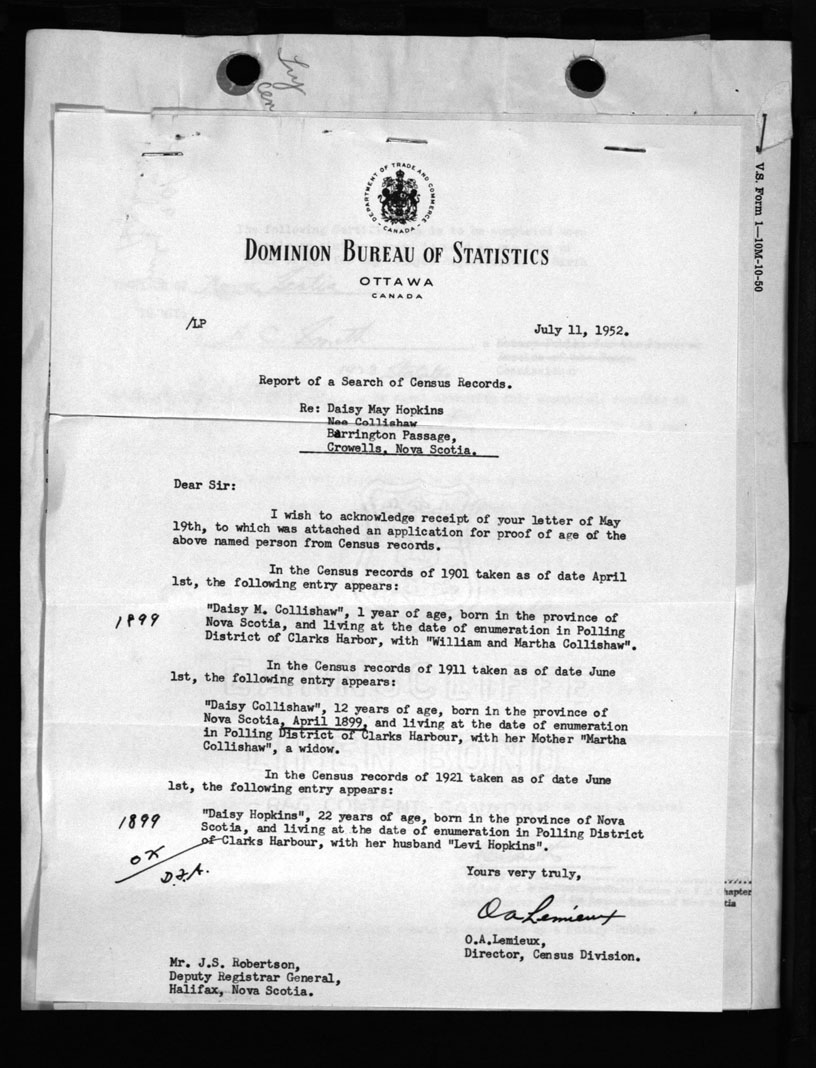 V.S. Form 1—10M-10-50
DEPARTMENT OF TRADE AND COMMERCE
CANADA
DOMINION BUREAU OF STATISTICS
OTTAWA
CANADA
/LP
July 11, 1952.
Report of a Search of Census Records.
Re: Daisy May Hopkins
Nee Collishaw
Barrington Passage,
Crowells, Nova Scotia.
Dear Sir:
I wish to acknowledge receipt of your letter of May
19th, to which was attached an application for proof of age of the
above named person from Census records.
In the Census records of 1901 taken as of date April
1st, the following entry appears:
1899
"Daisy M. Collishaw", 1 year of age, born in the province of
Nova Scotia, and living at the date of enumeration in Polling
District of Clarks Harbor, with "William and Martha Collishaw".
In the Census records of 1911 taken as of date June
1st, the following entry appears:
"Daisy Collishaw", 12 years of age, born in the province of
Nova Scotia, April 1899, and living at the date of enumeration
in Polling District of Clarks Harbour, with her Mother "Martha
Collishaw", a widow.
In the Census records of 1921 taken as of date June
1st, the following entry appears:
1899
"Daisy Hopkins", 22 years of age, born in the province of Nova
Scotia, and living at the date of enumeration in Polling District
of Clarks Harbour, with her husband "Levi Hopkins".
OK
D.F.A.
Yours very truly,
O A Lemieux
O.A.Lemieux,
Director, Census Division.
Mr. J.S. Robertson,
Deputy Registrar General,
Halifax, Nova Scotia.